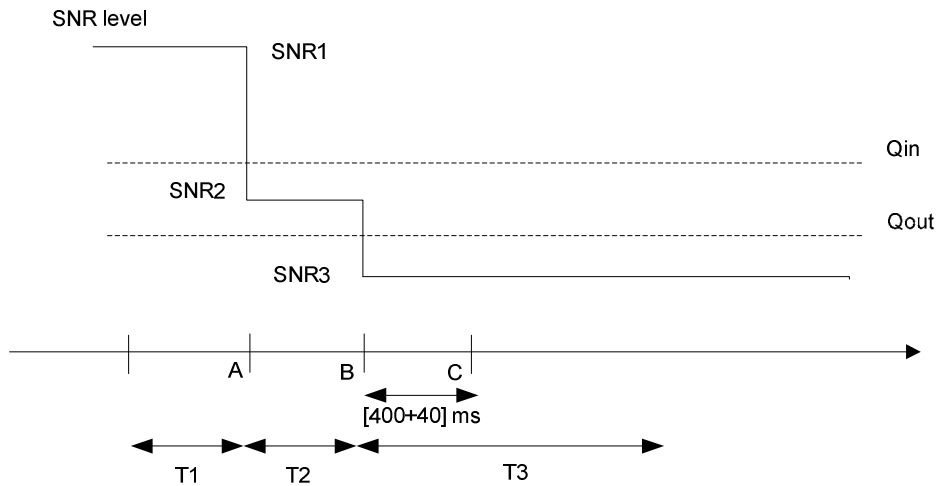 SNR level
SNR1
Qin
SNR2
Qout
SNR3
A
B
C
[400+40] ms
T1
T2
T3